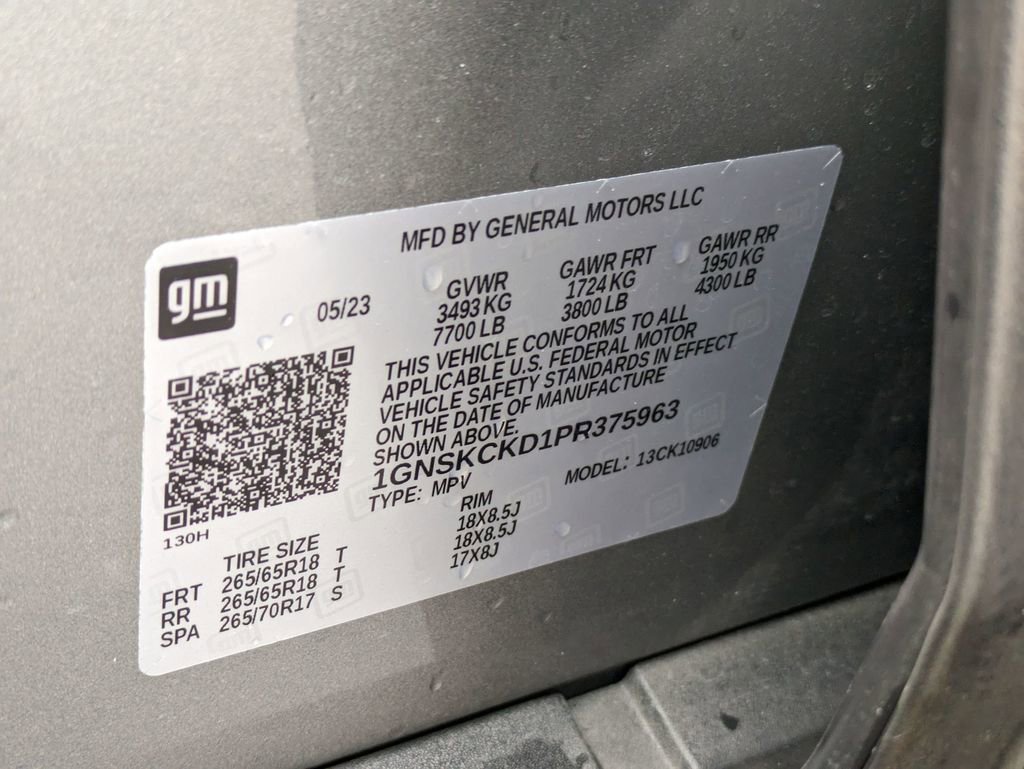 MFD BY GENERAL MOTORS LLC
gm
05/23
GVWR
3493 KG
7700 LB
GAWR FRT
1724 KG
3800 LB
GAWR RR
1950 KG
4300 LB
THIS VEHICLE CONFORMS TO ALL
APPLICABLE U.S. FEDERAL MOTOR
VEHICLE SAFETY STANDARDS IN EFFECT
ON THE DATE OF MANUFACTURE
SHOWN ABOVE.
1GNSKCKD1PR375963
TYPE: MPV MODEL: 13CK10906
130H
TIRE SIZE RIM
FRT 265/65R18 T 18X8.5J
RR 265/65R18 T 18X8.5J
SPA 265/70R17 S 17X8J